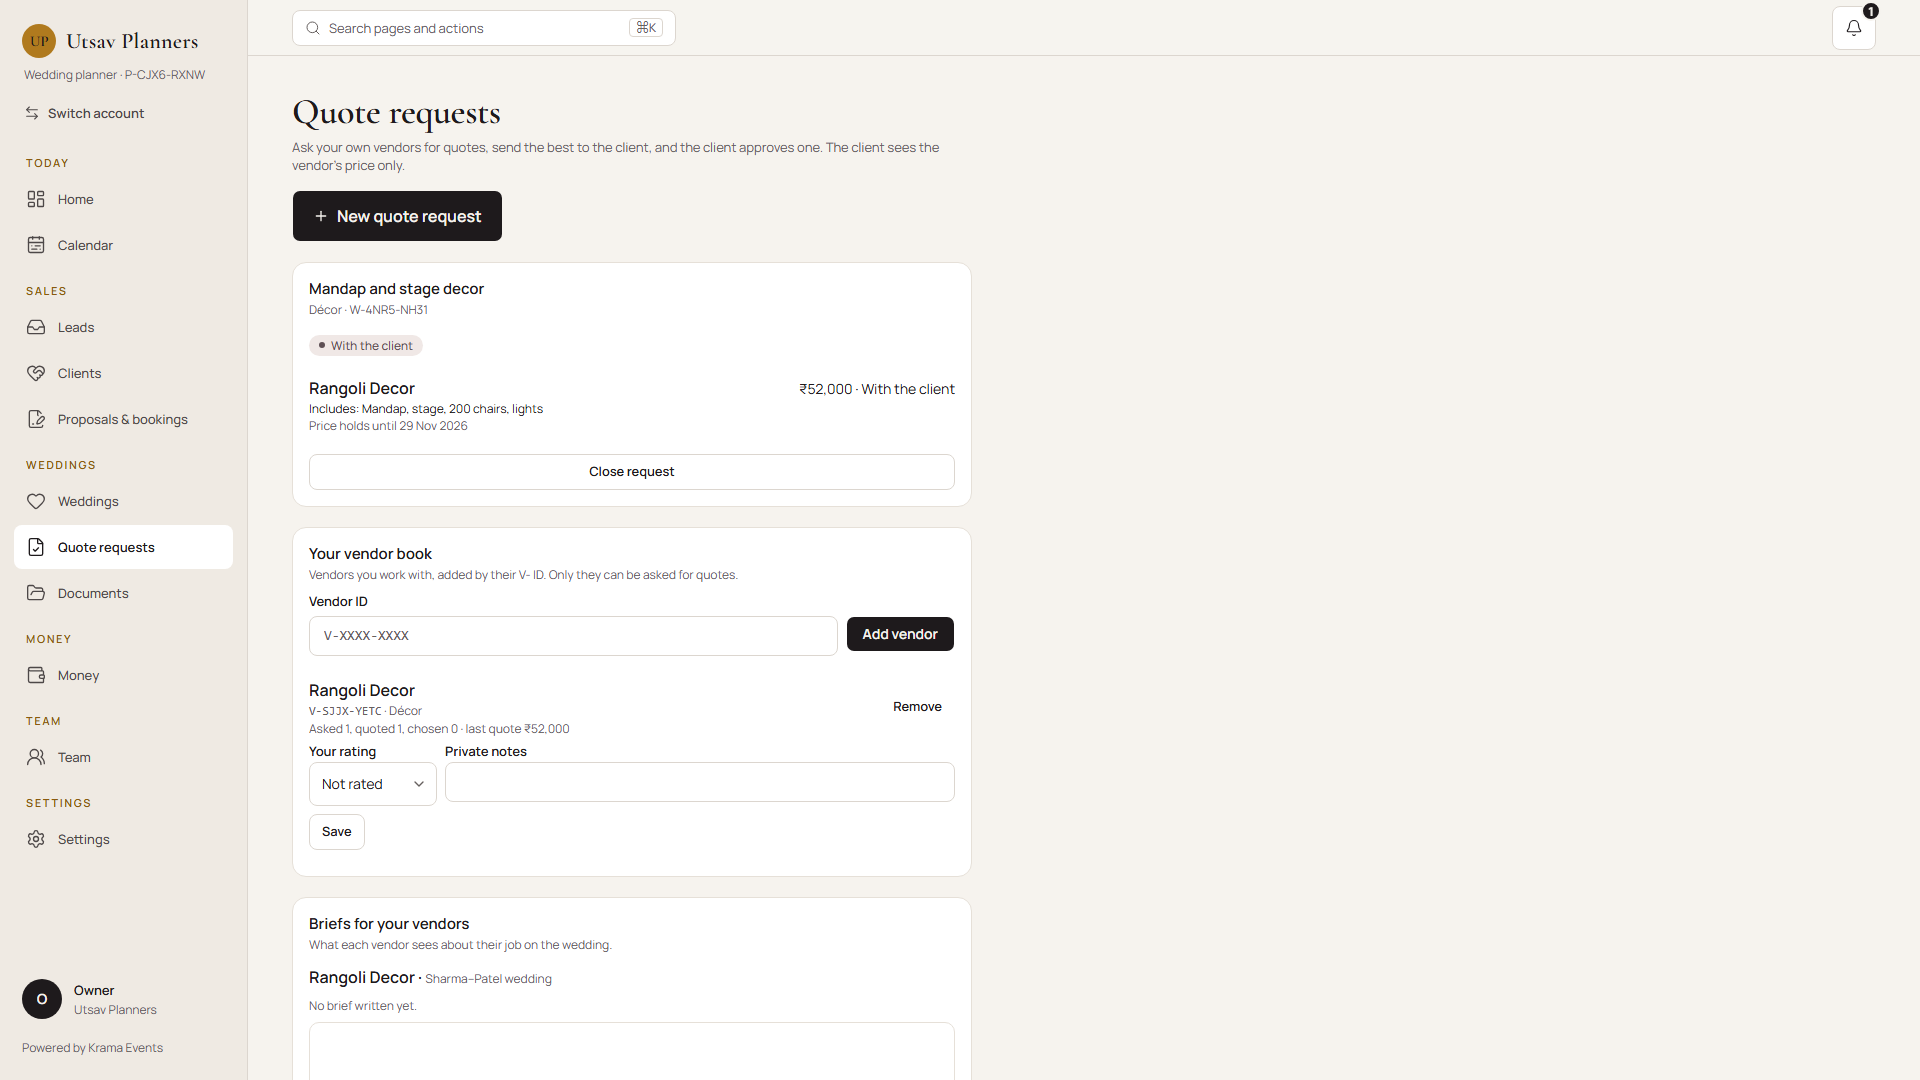 UP
Utsav Planners
Wedding planner · P-CJX6-RXNW
Switch account
TODAY
Home
Calendar
SALES
Leads
Clients
Proposals & bookings
WEDDINGS
Weddings
Quote requests
Documents
MONEY
Money
TEAM
Team
SETTINGS
Settings
O
Owner
Utsav Planners
Powered by Krama Events
Search pages and actions
⌘K
1
Quote requests
Ask your own vendors for quotes, send the best to the client, and the client approves one. The client sees the
vendor's price only.
+ New quote request
Mandap and stage decor
Décor · W-4NR5-NH31
• With the client
Rangoli Decor
₹52,000 · With the client
Includes: Mandap, stage, 200 chairs, lights
Price holds until 29 Nov 2026
Close request
Your vendor book
Vendors you work with, added by their V- ID. Only they can be asked for quotes.
Vendor ID
V-XXXX-XXXX
Add vendor
Rangoli Decor
V-SJJX-YETC · Décor
Remove
Asked 1, quoted 1, chosen 0 · last quote ₹52,000
Your rating
Private notes
Not rated
Save
Briefs for your vendors
What each vendor sees about their job on the wedding.
Rangoli Decor · Sharma–Patel wedding
No brief written yet.